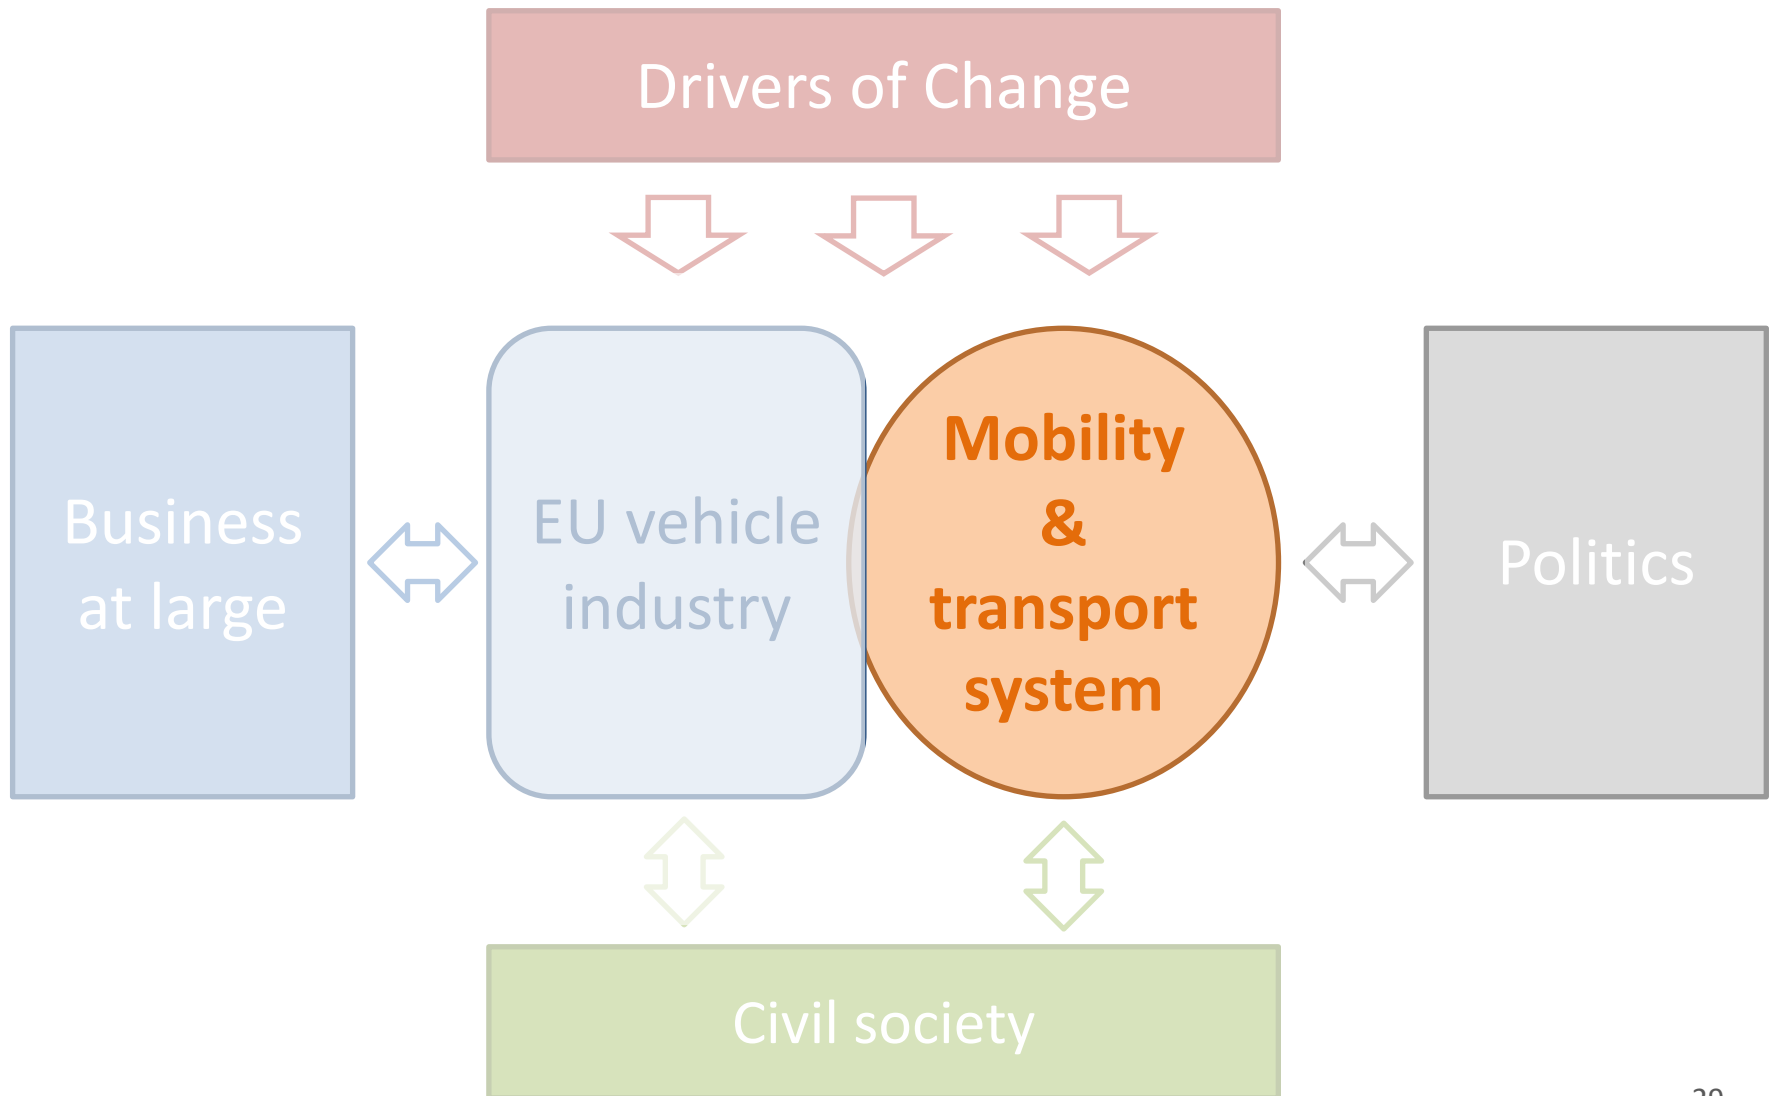 Drivers of Change
Business
at large
EU vehicle
industry
Mobility
&
transport
system
Politics
Civil society